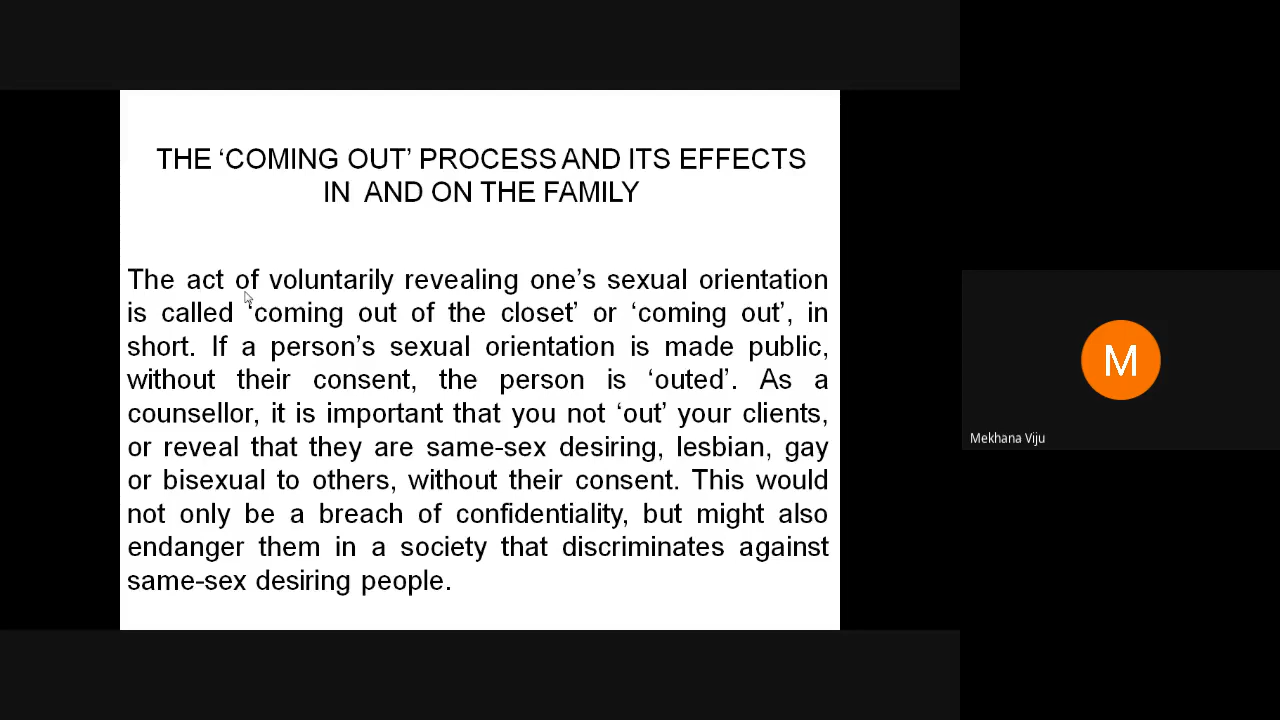 THE ‘COMING OUT’ PROCESS AND ITS EFFECTS
IN AND ON THE FAMILY
The act of voluntarily revealing one’s sexual orientation
is called ‘coming out of the closet’ or ‘coming out’, in
short. If a person’s sexual orientation is made public,
without their consent, the person is ‘outed’. As a
counsellor, it is important that you not ‘out’ your clients,
or reveal that they are same-sex desiring, lesbian, gay
or bisexual to others, without their consent. This would
not only be a breach of confidentiality, but might also
endanger them in a society that discriminates against
same-sex desiring people.
M
Mekhana Viju